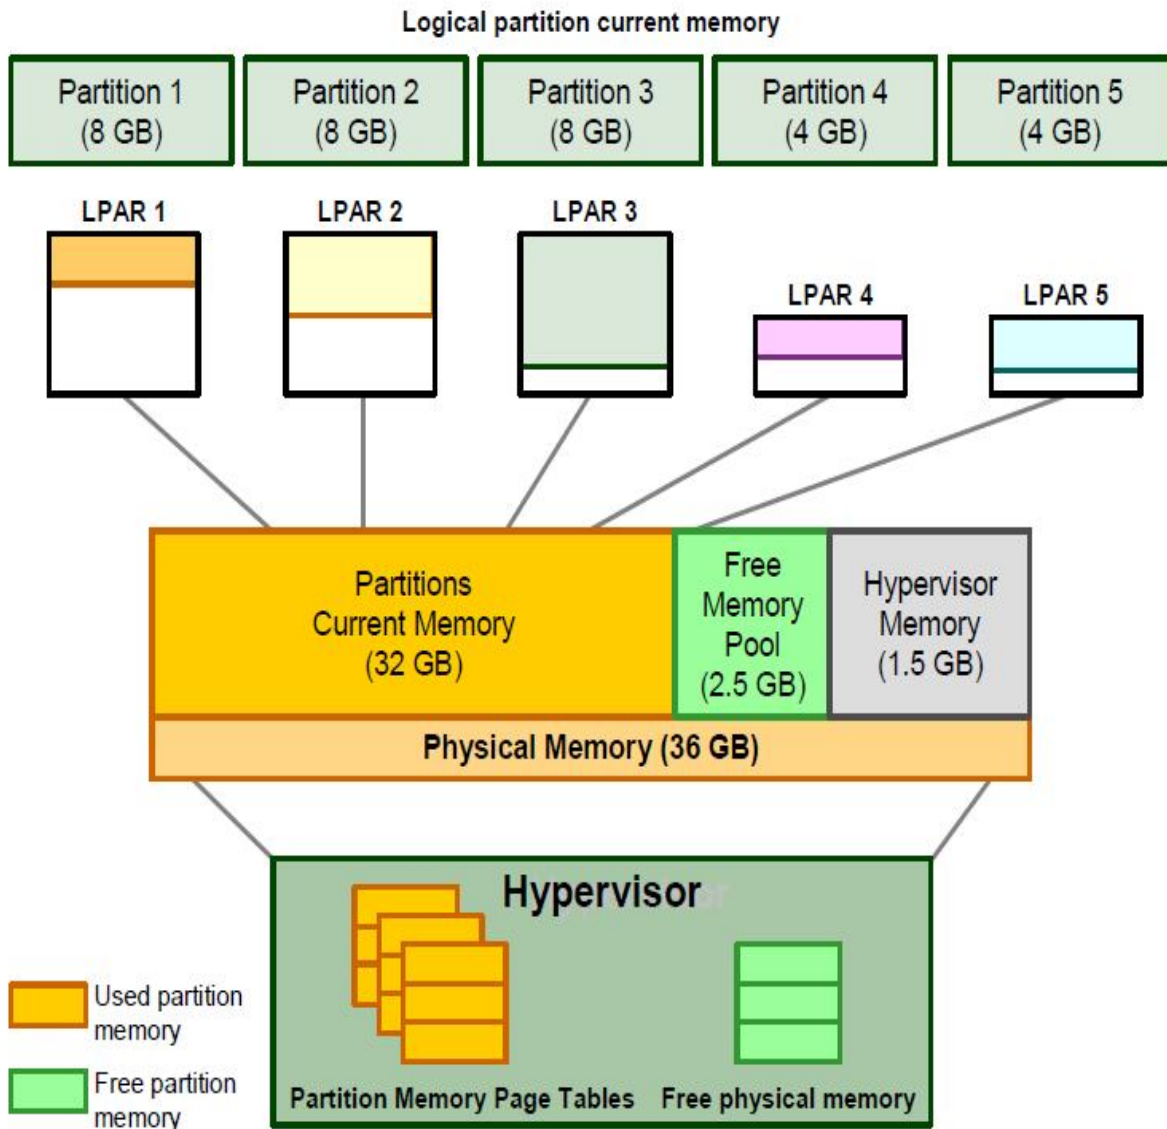 Logical partition current memory
Partition 1
(8 GB)
Partition 2
(8 GB)
Partition 3
(8 GB)
Partition 4
(4 GB)
Partition 5
(4 GB)
LPAR 1
LPAR 2
LPAR 3
LPAR 4
LPAR 5
Partitions
Current Memory
(32 GB)
Free
Memory
Pool
(2.5 GB)
Hypervisor
Memory
(1.5 GB)
Physical Memory (36 GB)
Hypervisor
Used partition
memory
Free partition
memory
Partition Memory Page Tables
Free physical memory